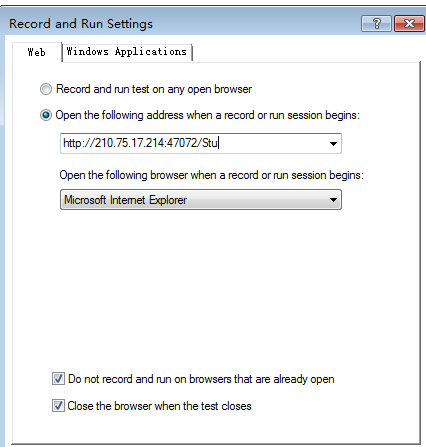 Record and Run Settings
Web Windows Applications
Record and run test on any open browser
Open the following address when a record or run session begins:
http://210.75.17.214:47072/Stu
Open the following browser when a record or run session begins:
Microsoft Internet Explorer
Do not record and run on browsers that are already open
Close the browser when the test closes